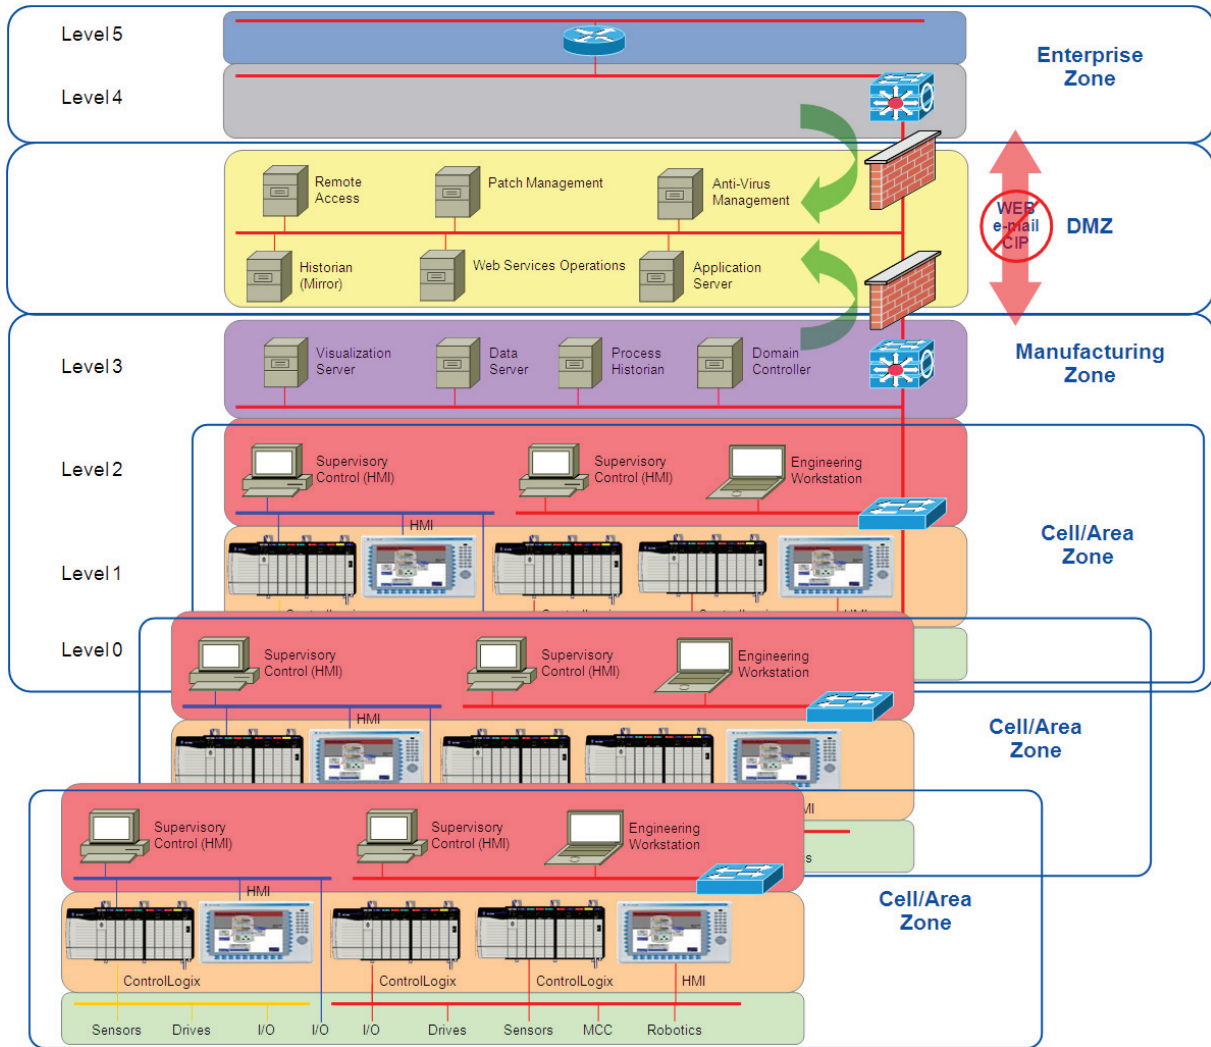 Level 5
Enterprise
Zone
Level 4
Remote
Access
Patch Management
Anti-Virus
Management
WEB
e-mail
CIP
DMZ
Historian
(Mirror)
Web Services Operations
Application
Server
Level 3
Visualization
Server
Data
Server
Process
Historian
Domain
Controller
Manufacturing
Zone
Level 2
Supervisory
Control (HMI)
Supervisory
Control (HMI)
Engineering
Workstation
HMI
Cell/Area
Zone
Level 1
HMI
Level 0
Supervisory
Control (HMI)
Supervisory
Control (HMI)
Engineering
Workstation
HMI
Cell/Area
Zone
Supervisory
Control (HMI)
Supervisory
Control (HMI)
Engineering
Workstation
HMI
Cell/Area
Zone
ControlLogix
ControlLogix
ControlLogix
HMI
Sensors
Drives
I/O
I/O
I/O
Drives
Sensors
MCC
Robotics